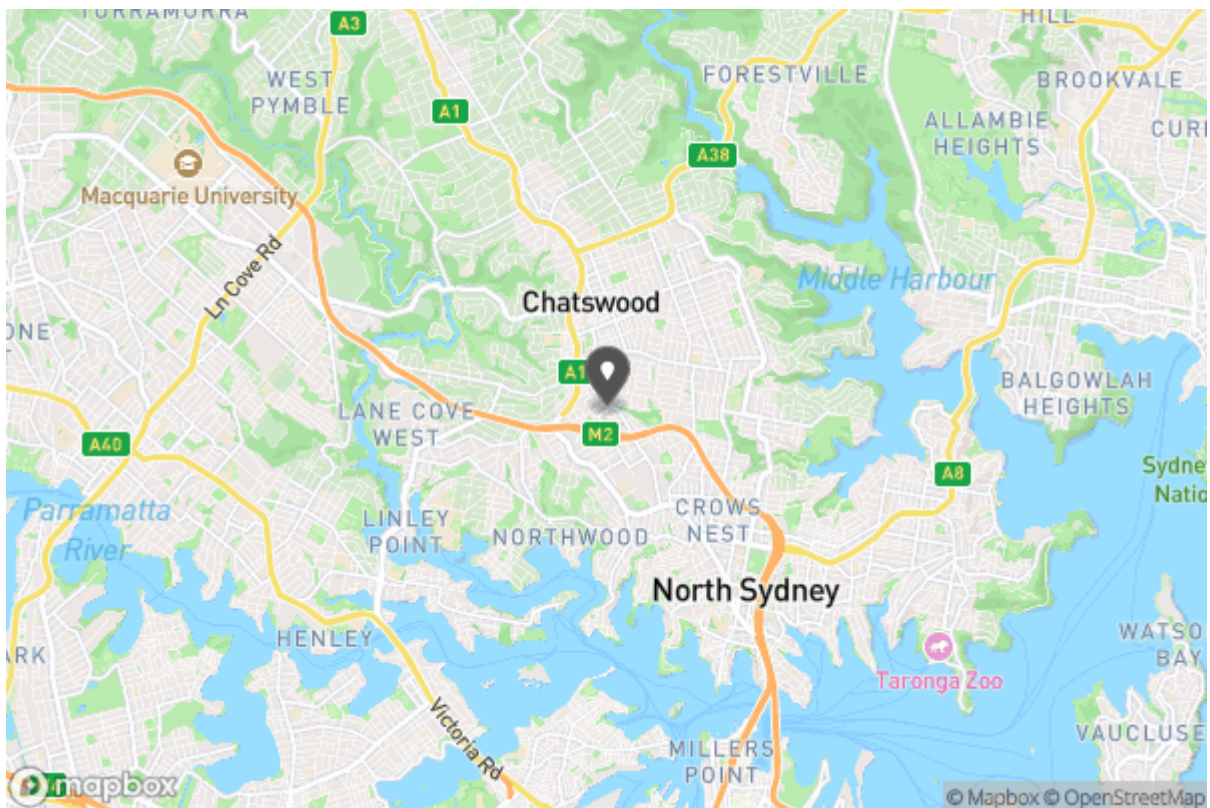 TURRAMURRA
A3
HILL
WEST
PYMBLE
FORESTVILLE
BROOKVALE
A1
ALLAMBIE
HEIGHTS
CUR
A38
Macquarie University
Ln Cove Rd
Middle Harbour
Chatswood
ONE
A1
BALGOWLAH
HEIGHTS
LANE COVE
WEST
M2
A40
A8
Sydne
Natio
Parramatta
River
LINLEY
POINT
NORTHWOOD
CROWS
NEST
North Sydney
HENLEY
WATSO
BAY
ARK
Taronga Zoo
Victoria Rd
VAUCLUSE
MILLERS
POINT
mapbox
© Mapbox © OpenStreetMap